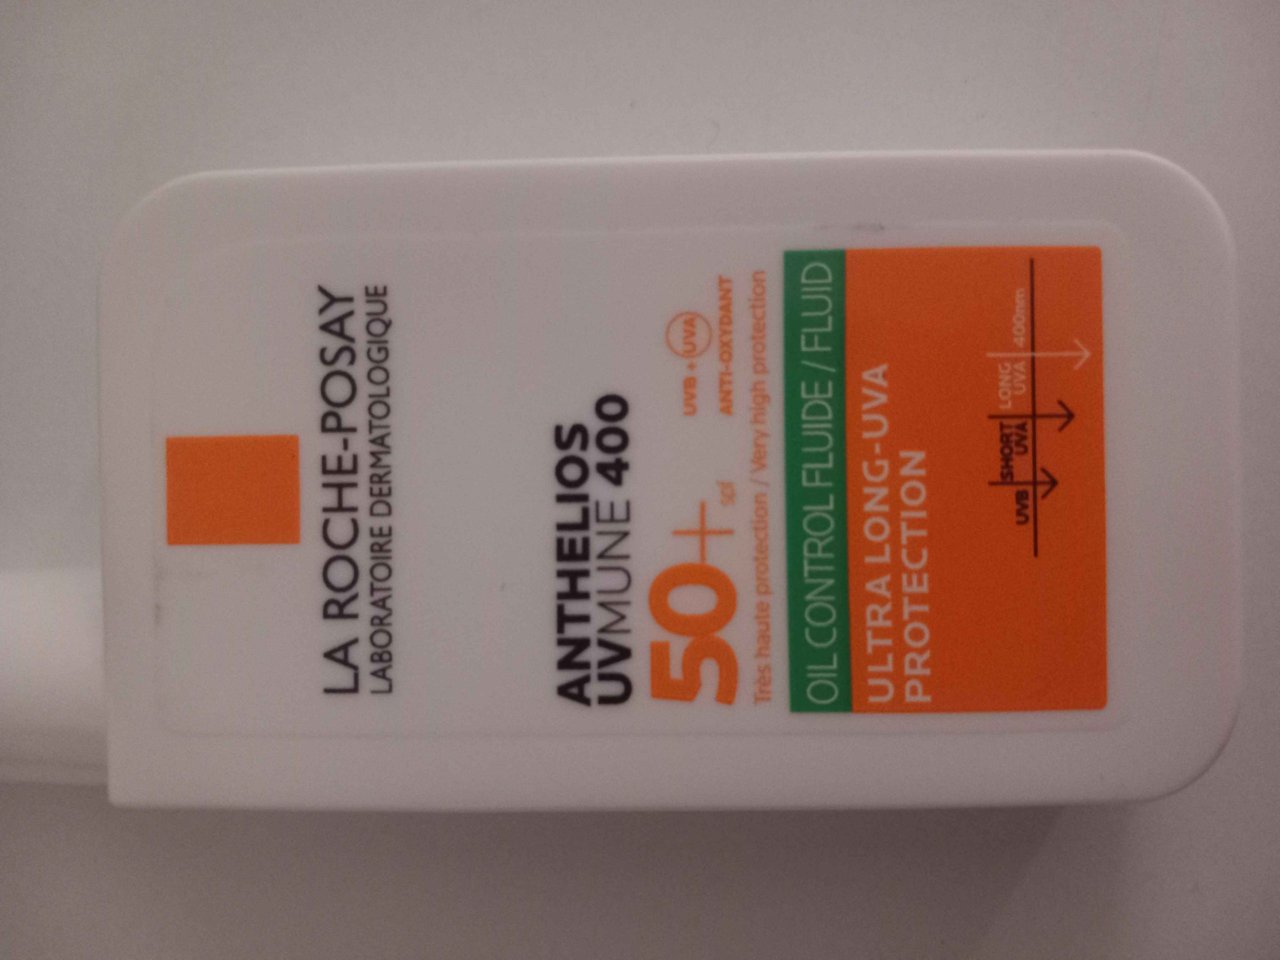 LA ROCHE-POSAY
LABORATOIRE DERMATOLOGIQUE
ANTHELIOS
UVMUNE 400
50+ spf
UVB + UVA
ANTI-OXYDANT
Très haute protection / Very high protection
OIL CONTROL FLUIDE / FLUID
ULTRA LONG-UVA
PROTECTION
UVB
SHORT
UVA
LONG
UVA
400nm